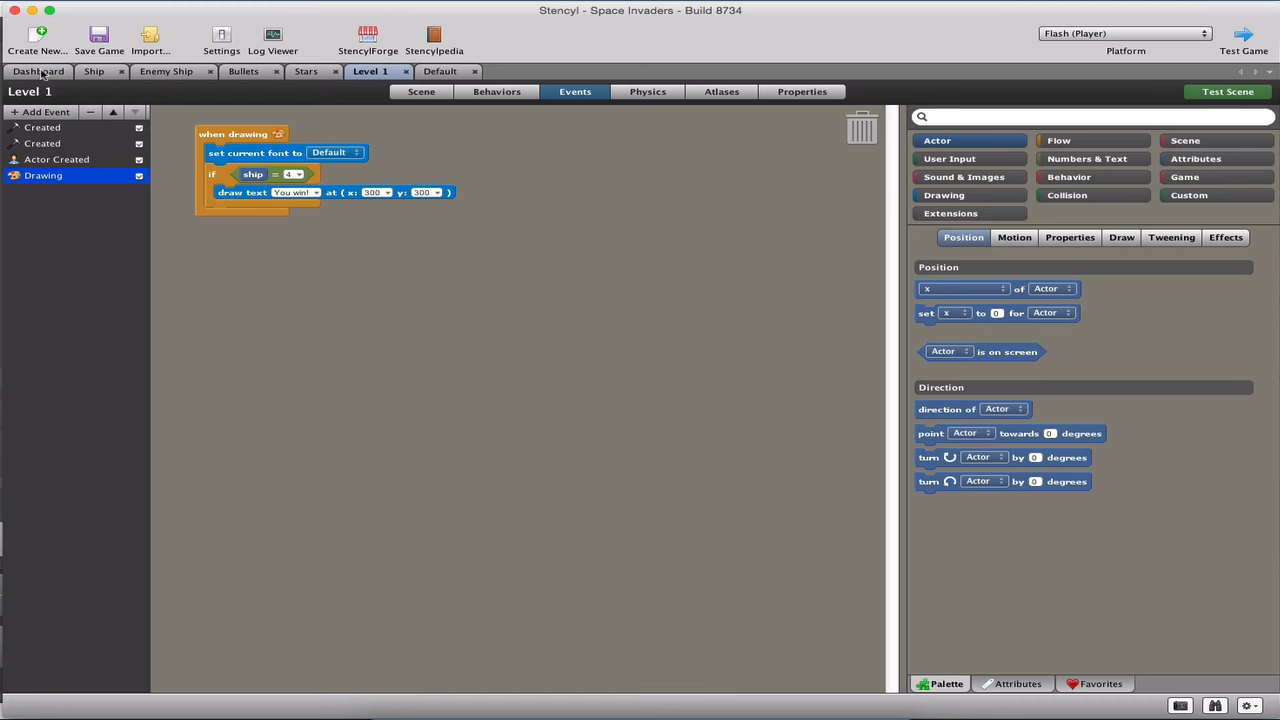 Stencyl - Space Invaders - Build 8734
Create New...
Save Game
Import...
Settings
Log Viewer
StencylForge
Stencylpedia
Flash (Player)
Platform
Test Game
Dashboard
Ship
Enemy Ship
Bullets
Stars
Level 1
Default
Level 1
Scene
Behaviors
Events
Physics
Atlases
Properties
Test Scene
+ Add Event
Created
Created
Actor Created
Drawing
when drawing
set current font to Default
if ship = 4
draw text You win! at ( x: 300 y: 300 )
Actor
Flow
Scene
User Input
Numbers & Text
Attributes
Sound & Images
Behavior
Game
Drawing
Collision
Custom
Extensions
Position
Motion
Properties
Draw
Tweening
Effects
Position
x of Actor
set x to 0 for Actor
Actor is on screen
Direction
direction of Actor
point Actor towards 0 degrees
turn Actor by 0 degrees
turn Actor by 0 degrees
Palette
Attributes
Favorites